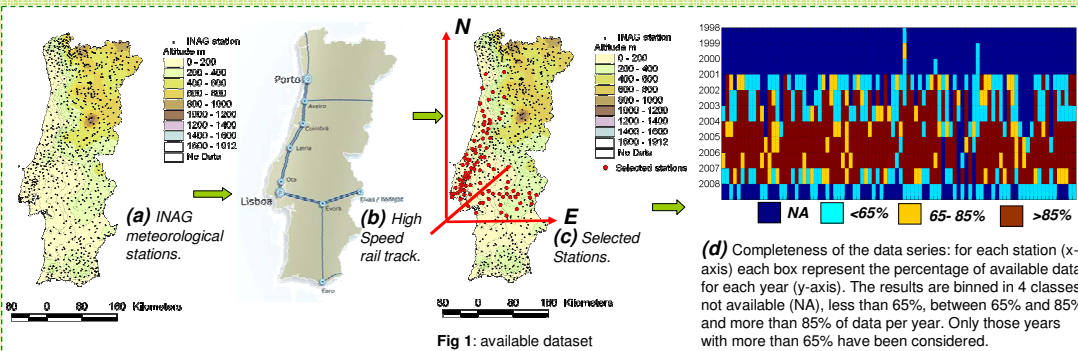 INAG station
Altitude m
0 - 200
200 - 400
400 - 600
600 - 800
800 - 1000
1000 - 1200
1200 - 1400
1400 - 1600
1600 - 1912
No Data
(a) INAG
meteorological
stations.
80 0 80 160 Kilometers
Porto
Aveiro
Coimbra
Leiria
Ota
Lisboa
Évora
Faro
(b) High
Speed
rail track.
N
E
INAG station
Altitude m
0 - 200
200 - 400
400 - 600
600 - 800
800 - 1000
1000 - 1200
1200 - 1400
1400 - 1600
1600 - 1912
No Data
Selected stations
(c) Selected
Stations.
80 0 80 160 Kilometers
Fig 1: available dataset
1998
1999
2000
2001
2002
2003
2004
2005
2006
2007
2008
NA <65% 65- 85% >85%
(d) Completeness of the data series: for each station (x-
axis) each box represent the percentage of available data
for each year (y-axis). The results are binned in 4 classes
not available (NA), less than 65%, between 65% and 85%
and more than 85% of data per year. Only those years
with more than 65% have been considered.